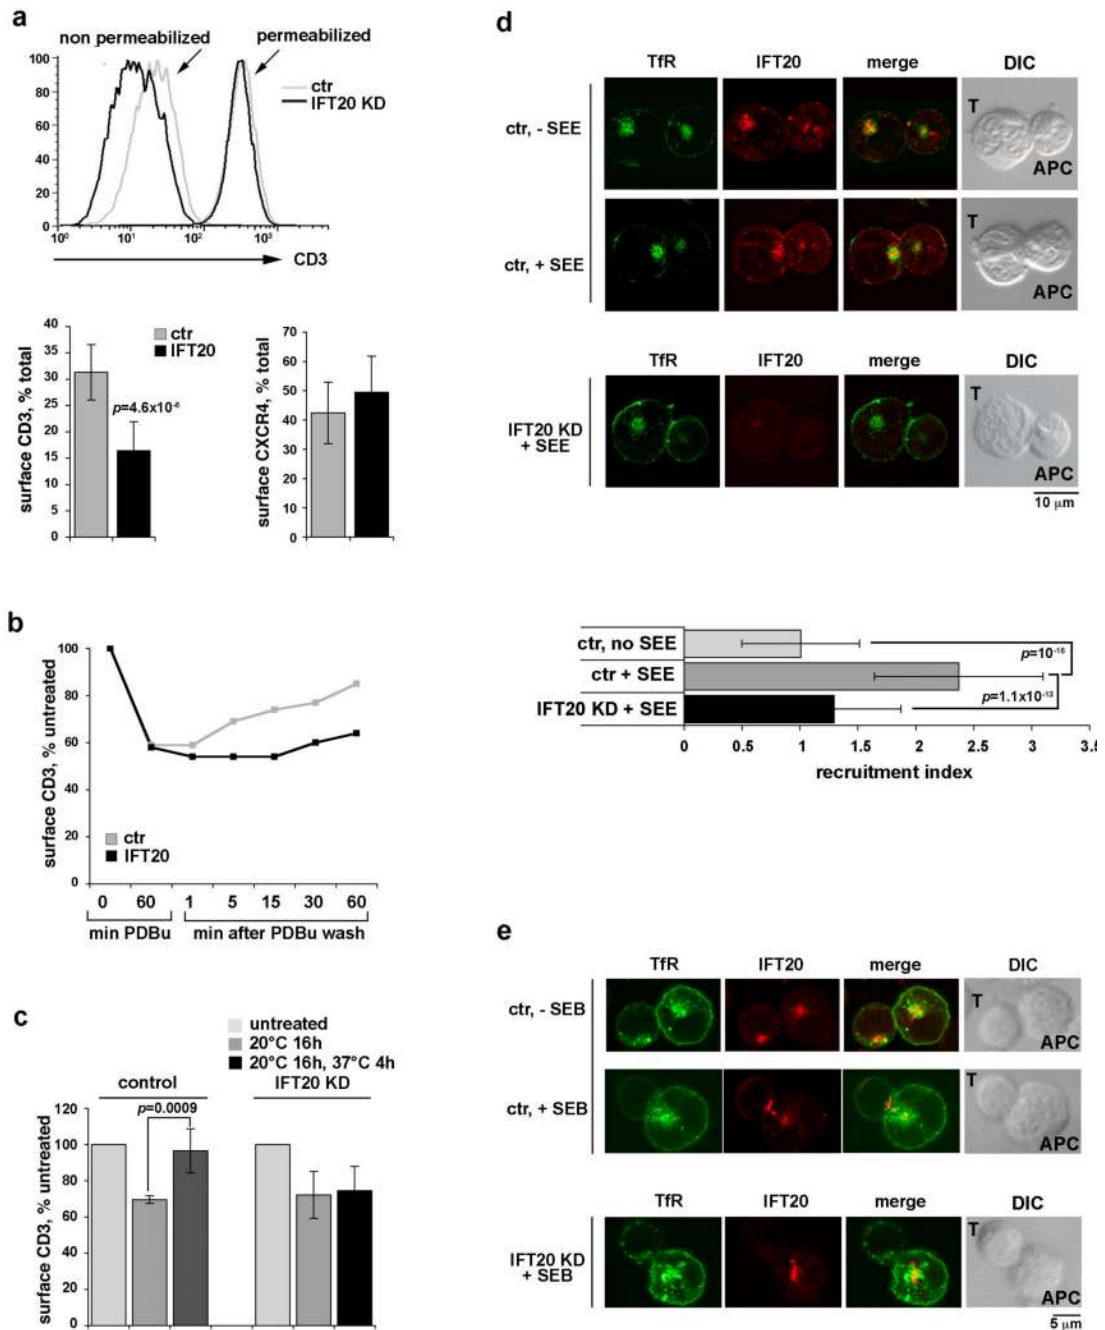 a
non permeabilized
permeabilized
100
80
60
40
20
0
ctr
IFT20 KD
10⁰ 10¹ 10² 10³
CD3
surface CD3, % total
40
35
30
25
20
15
10
5
0
ctr
IFT20
p=4.6x10⁻⁶
surface CXCR4, % total
70
60
50
40
30
20
10
0
b
surface CD3, % untreated
100
80
60
40
20
0
ctr
IFT20
0 60 1 5 15 30 60
min PDBu min after PDBu wash
c
untreated
20°C 16h
20°C 16h, 37°C 4h
control IFT20 KD
p=0.0009
surface CD3, % untreated
120
100
80
60
40
20
0
d
TfR IFT20 merge DIC
ctr, - SEE
T
APC
ctr, + SEE
T
APC
TfR IFT20 merge DIC
IFT20 KD
+ SEE
T
APC
10 µm
ctr, no SEE
ctr + SEE
IFT20 KD + SEE
p=10⁻¹⁶
p=1.1x10⁻¹³
0 0.5 1 1.5 2 2.5 3 3.5
recruitment index
e
TfR IFT20 merge DIC
ctr, - SEB
T
APC
ctr, + SEB
T
APC
TfR IFT20 merge DIC
IFT20 KD
+ SEB
T
APC
5 µm